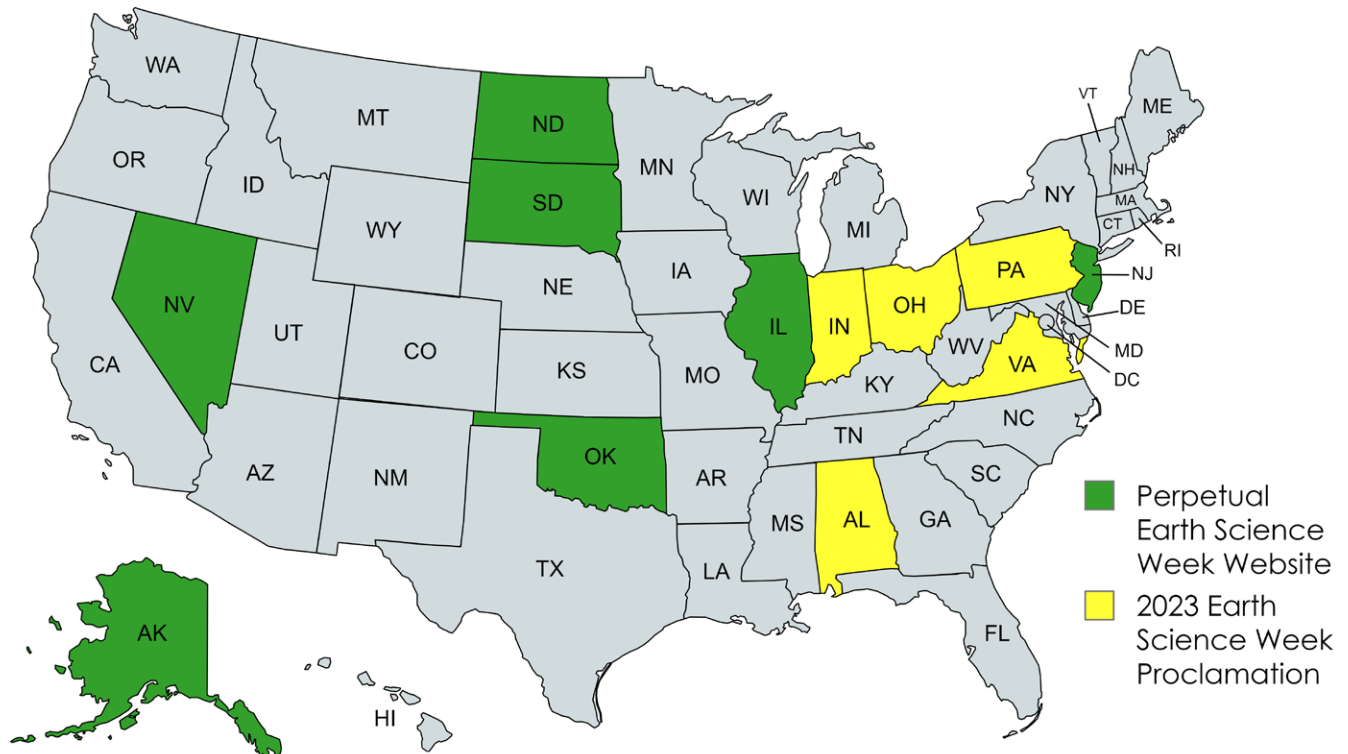 WA
MT
ND
MN
VT
ME
OR
ID
SD
WI
MI
NY
NH
MA
CT
RI
WY
IA
NE
PA
NJ
NV
UT
CO
IL
IN
OH
DE
MD
DC
WV
VA
CA
KS
MO
KY
AZ
NM
OK
AR
TN
NC
SC
MS
AL
GA
TX
LA
FL
AK
HI
Perpetual
Earth Science
Week Website
2023 Earth
Science Week
Proclamation